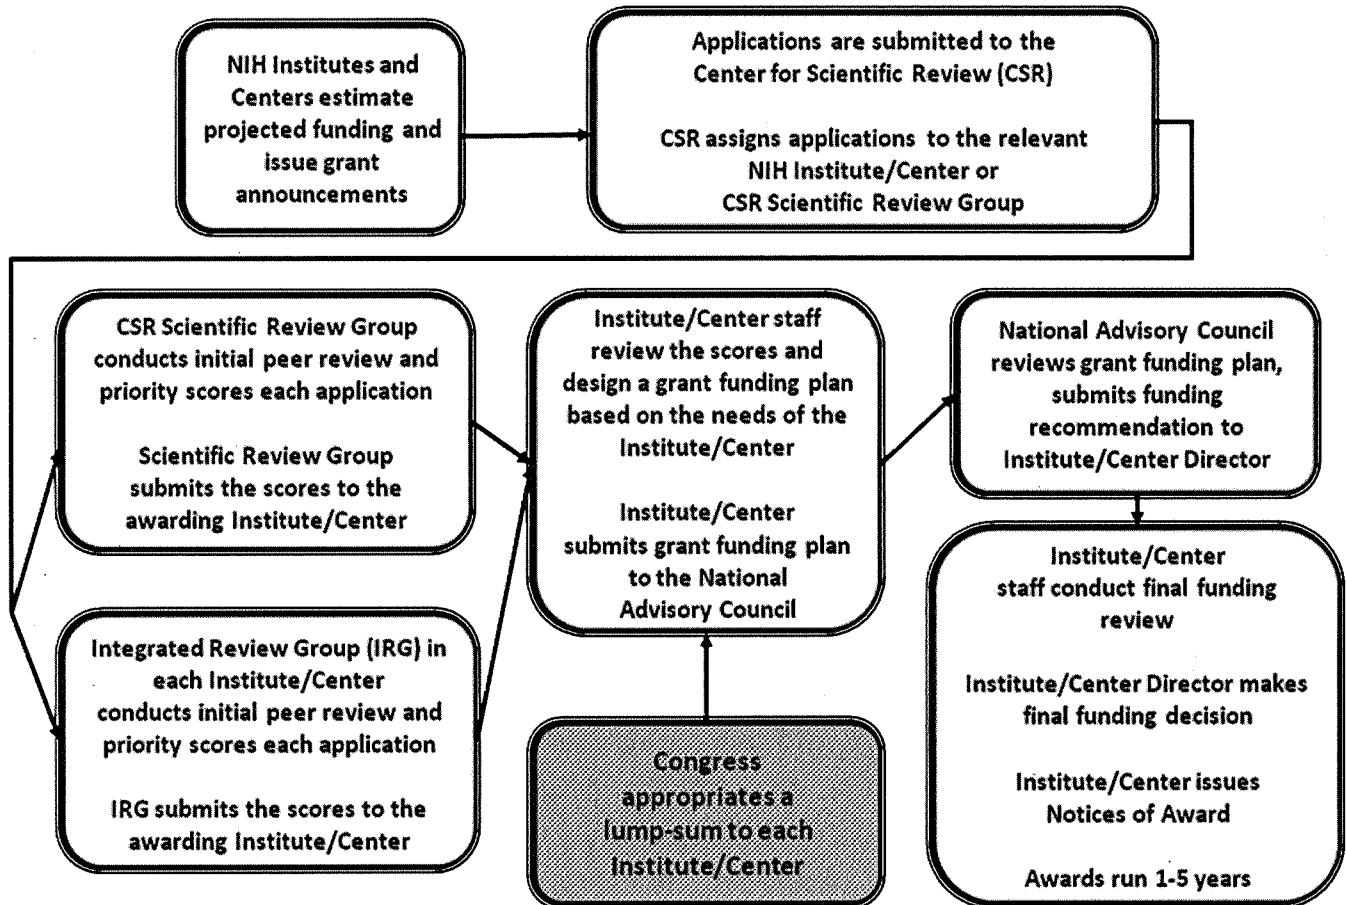 NIH Institutes and
Centers estimate
projected funding and
issue grant
announcements
Applications are submitted to the
Center for Scientific Review (CSR)
CSR assigns applications to the relevant
NIH Institute/Center or
CSR Scientific Review Group
CSR Scientific Review Group
conducts initial peer review and
priority scores each application
Scientific Review Group
submits the scores to the
awarding Institute/Center
Integrated Review Group (IRG) in
each Institute/Center
conducts initial peer review and
priority scores each application
IRG submits the scores to the
awarding Institute/Center
Institute/Center staff
review the scores and
design a grant funding plan
based on the needs of the
Institute/Center
Institute/Center
submits grant funding plan
to the National
Advisory Council
Congress
appropriates a
lump-sum to each
Institute/Center
National Advisory Council
reviews grant funding plan,
submits funding
recommendation to
Institute/Center Director
Institute/Center
staff conduct final funding
review
Institute/Center Director makes
final funding decision
Institute/Center issues
Notices of Award
Awards run 1-5 years